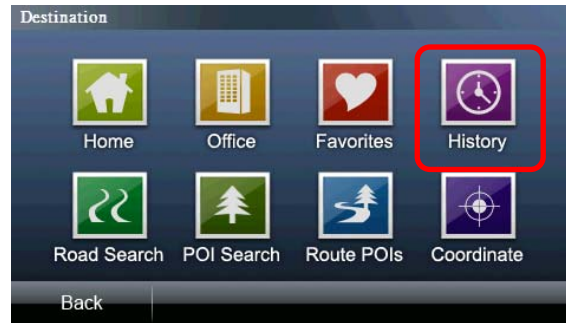 Destination
Home Office Favorites History
Road Search POI Search Route POIs Coordinate
Back